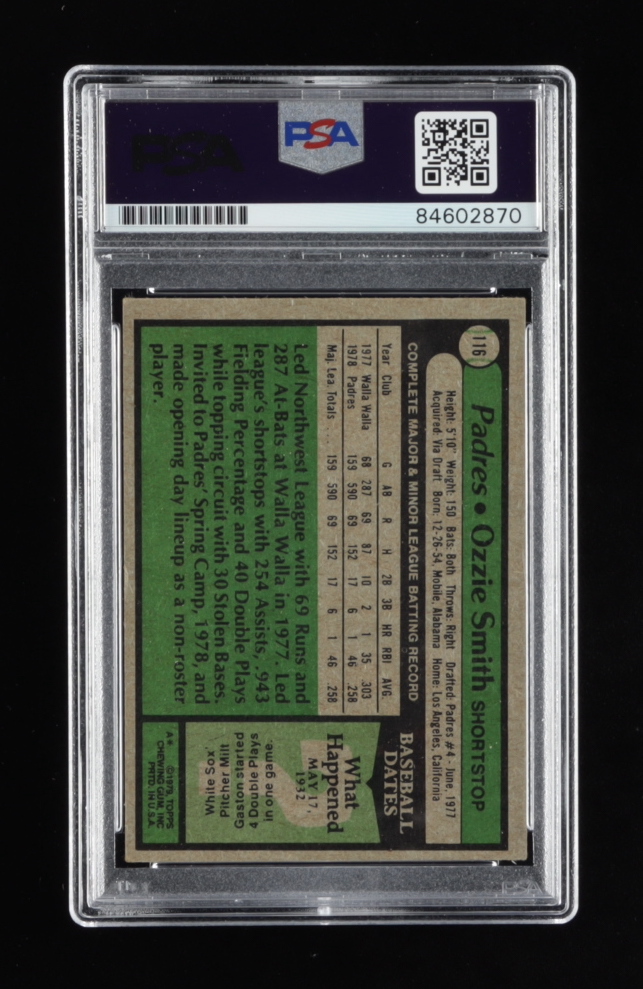 PSA
PSA
84602870
116
Padres • Ozzie Smith SHORTSTOP
Height: 5'10" Weight: 150 Bats: Both Throws: Right Drafted: Padres #4 - June, 1977
Acquired: Via Draft Born: 12-26-54, Mobile, Alabama Home: Los Angeles, California
COMPLETE MAJOR & MINOR LEAGUE BATTING RECORD
Year Club G AB R H 2B 3B HR RBI AVG.
1977 Walla Walla 68 287 69 87 10 2 1 35 .303
1978 Padres 159 590 69 152 17 6 1 46 .258
Maj. Lea. Totals 159 590 69 152 17 6 1 46 .258
Led Northwest League with 69 Runs and
287 At-Bats at Walla Walla in 1977. Led
league's shortstops with 254 Assists, .943
Fielding Percentage and 40 Double Plays
while topping circuit with 30 Stolen Bases.
Invited to Padres' Spring Camp, 1978, and
made opening day lineup as a non-roster
player.
BASEBALL
DATES
What
Happened
MAY 17,
1932
White Sox'
Pitcher Milt
Gaston started
4 Double Plays
in one game.
A* ©1979 TOPPS
CHEWING GUM, INC
PRTD. IN U.S.A.